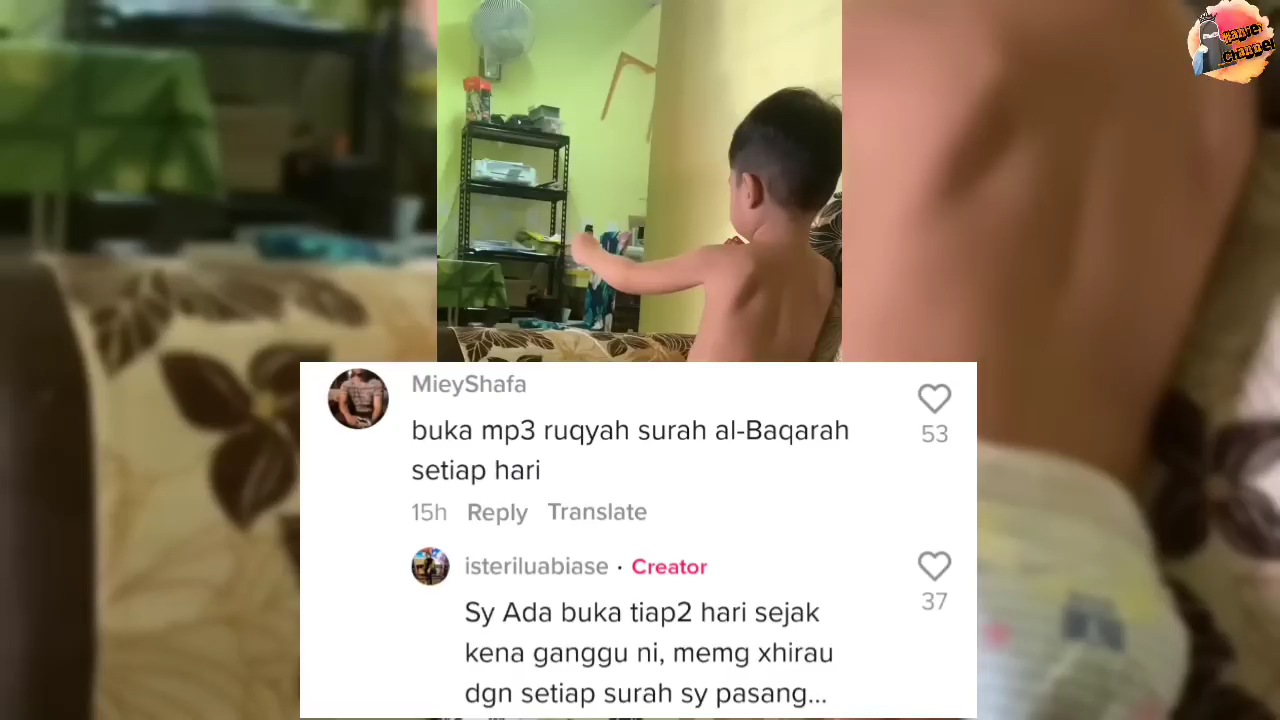 Channel
MieyShafa
53
buka mp3 ruqyah surah al-Baqarah
setiap hari
15h Reply Translate
isteriluabiase · Creator
37
Sy Ada buka tiap2 hari sejak
kena ganggu ni, memg xhirau
dgn setiap surah sy pasang...